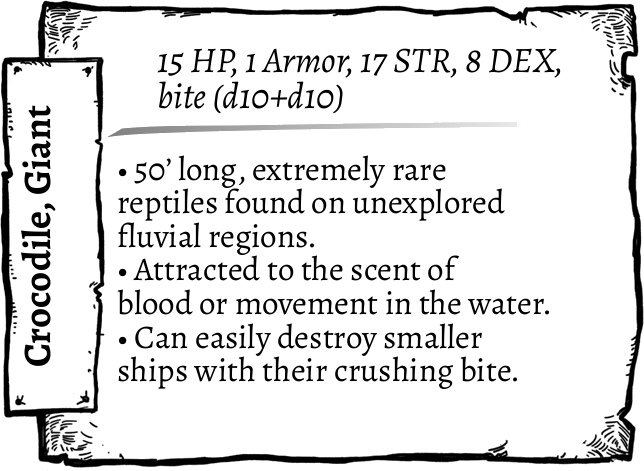 Crocodile, Giant
15 HP, 1 Armor, 17 STR, 8 DEX,
bite (d10+d10)
• 50’ long, extremely rare
reptiles found on unexplored
fluvial regions.
• Attracted to the scent of
blood or movement in the water.
• Can easily destroy smaller
ships with their crushing bite.